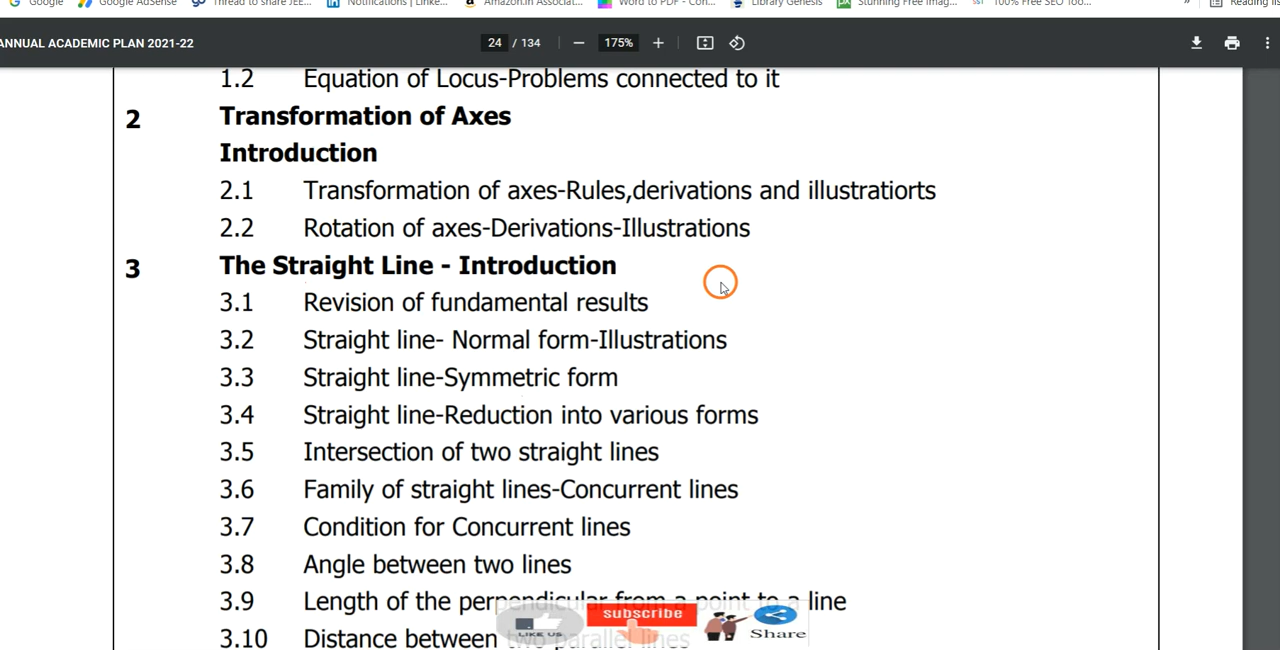 Google
Google AdSense
Thread to share JEE...
Notifications | Linke...
Amazon.in Associat...
Word to PDF - Con...
Library Genesis
Stunning Free Imag...
100% Free SEO Too...
»
Reading lis
ANNUAL ACADEMIC PLAN 2021-22
24 / 134
175%
1.2 Equation of Locus-Problems connected to it
2 Transformation of Axes
Introduction
2.1 Transformation of axes-Rules,derivations and illustratiorts
2.2 Rotation of axes-Derivations-Illustrations
3 The Straight Line - Introduction
3.1 Revision of fundamental results
3.2 Straight line- Normal form-Illustrations
3.3 Straight line-Symmetric form
3.4 Straight line-Reduction into various forms
3.5 Intersection of two straight lines
3.6 Family of straight lines-Concurrent lines
3.7 Condition for Concurrent lines
3.8 Angle between two lines
3.9 Length of the perpendicular from a point to a line
3.10 Distance between two parallel lines
LIKE US
subscribe
Share